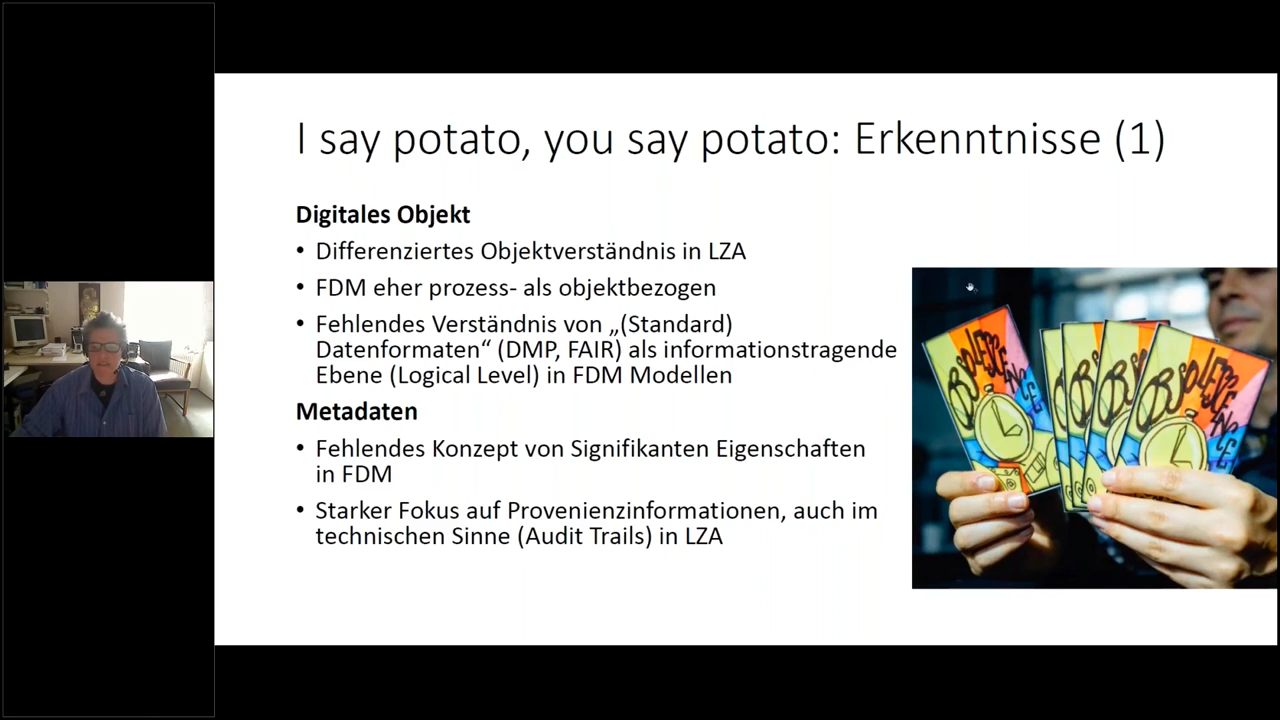 I say potato, you say potato: Erkenntnisse (1)
Digitales Objekt
• Differenziertes Objektverständnis in LZA
• FDM eher prozess- als objektbezogen
• Fehlendes Verständnis von „(Standard)
Datenformaten“ (DMP, FAIR) als informationstragende
Ebene (Logical Level) in FDM Modellen
Metadaten
• Fehlendes Konzept von Signifikanten Eigenschaften
in FDM
• Starker Fokus auf Provenienzinformationen, auch im
technischen Sinne (Audit Trails) in LZA
OBSOLESCENCE
OBSOLESCENCE